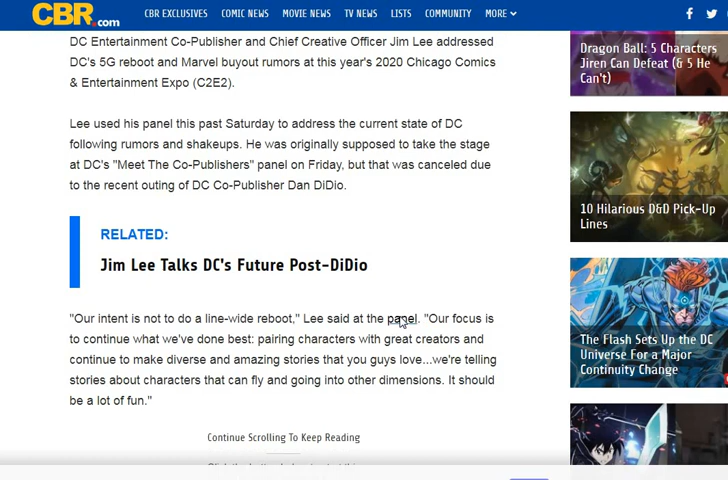 CBR.com
CBR EXCLUSIVES COMIC NEWS MOVIE NEWS TV NEWS LISTS COMMUNITY MORE
DC Entertainment Co-Publisher and Chief Creative Officer Jim Lee addressed
DC's 5G reboot and Marvel buyout rumors at this year's 2020 Chicago Comics
& Entertainment Expo (C2E2).
Lee used his panel this past Saturday to address the current state of DC
following rumors and shakeups. He was originally supposed to take the stage
at DC's "Meet The Co-Publishers" panel on Friday, but that was canceled due
to the recent outing of DC Co-Publisher Dan DiDio.
RELATED:
Jim Lee Talks DC's Future Post-DiDio
"Our intent is not to do a line-wide reboot," Lee said at the panel. "Our focus is
to continue what we've done best: pairing characters with great creators and
continue to make diverse and amazing stories that you guys love...we're telling
stories about characters that can fly and going into other dimensions. It should
be a lot of fun."
Continue Scrolling To Keep Reading
Dragon Ball: 5 Characters
Jiren Can Defeat (& 5 He
Can't)
10 Hilarious D&D Pick-Up
Lines
The Flash Sets Up the DC
Universe For a Major
Continuity Change